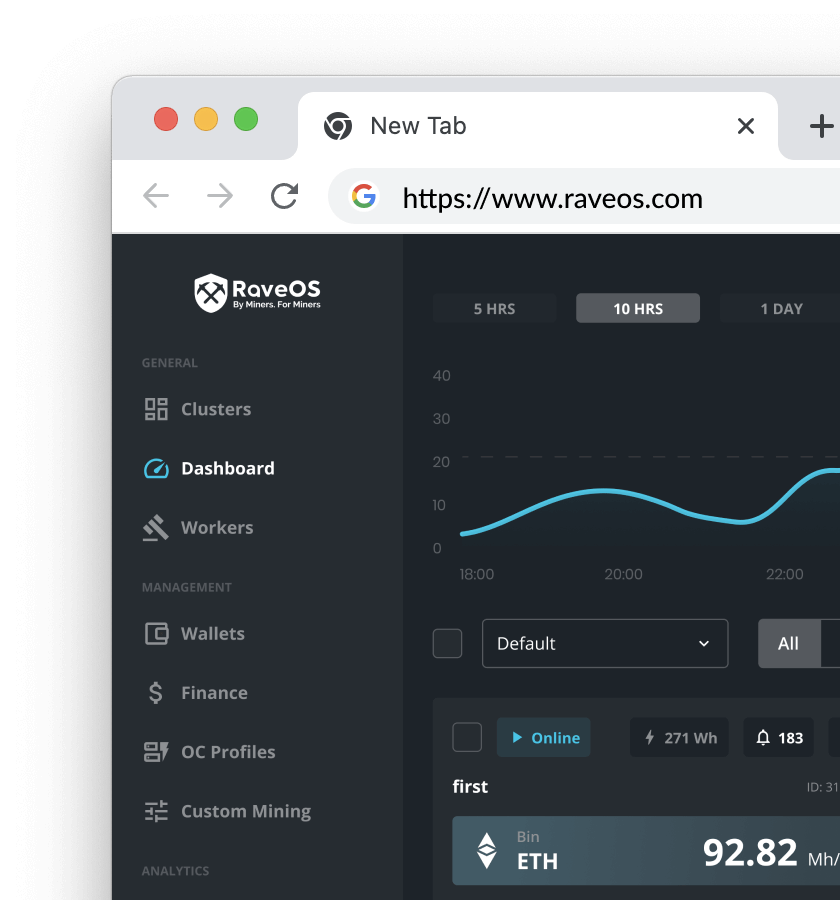 New Tab
https://www.raveos.com
RaveOS
By Miners. For Miners
GENERAL
Clusters
Dashboard
Workers
MANAGEMENT
Wallets
Finance
OC Profiles
Custom Mining
ANALYTICS
5 HRS 10 HRS 1 DAY
40
30
20
10
0
18:00 20:00 22:00
Default All
Online 271 Wh 183
first ID: 31
Bin
ETH 92.82 Mh/